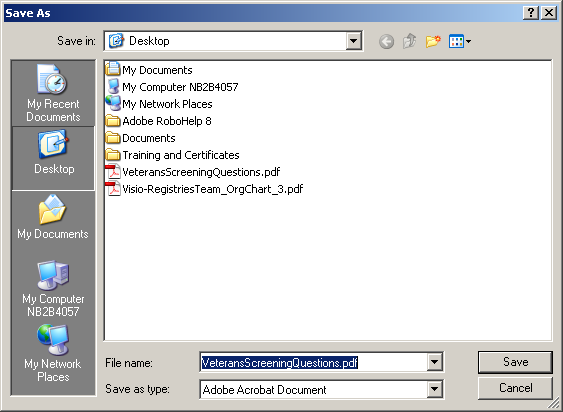 Save As
Save in:
Desktop
My Recent
Documents
Desktop
My Documents
My Computer
NB2B4057
My Network
Places
My Documents
My Computer NB2B4057
My Network Places
Adobe RoboHelp 8
Documents
Training and Certificates
VeteransScreeningQuestions.pdf
Visio-RegistriesTeam_OrgChart_3.pdf
File name:
VeteransScreeningQuestions.pdf
Save
Save as type:
Adobe Acrobat Document
Cancel